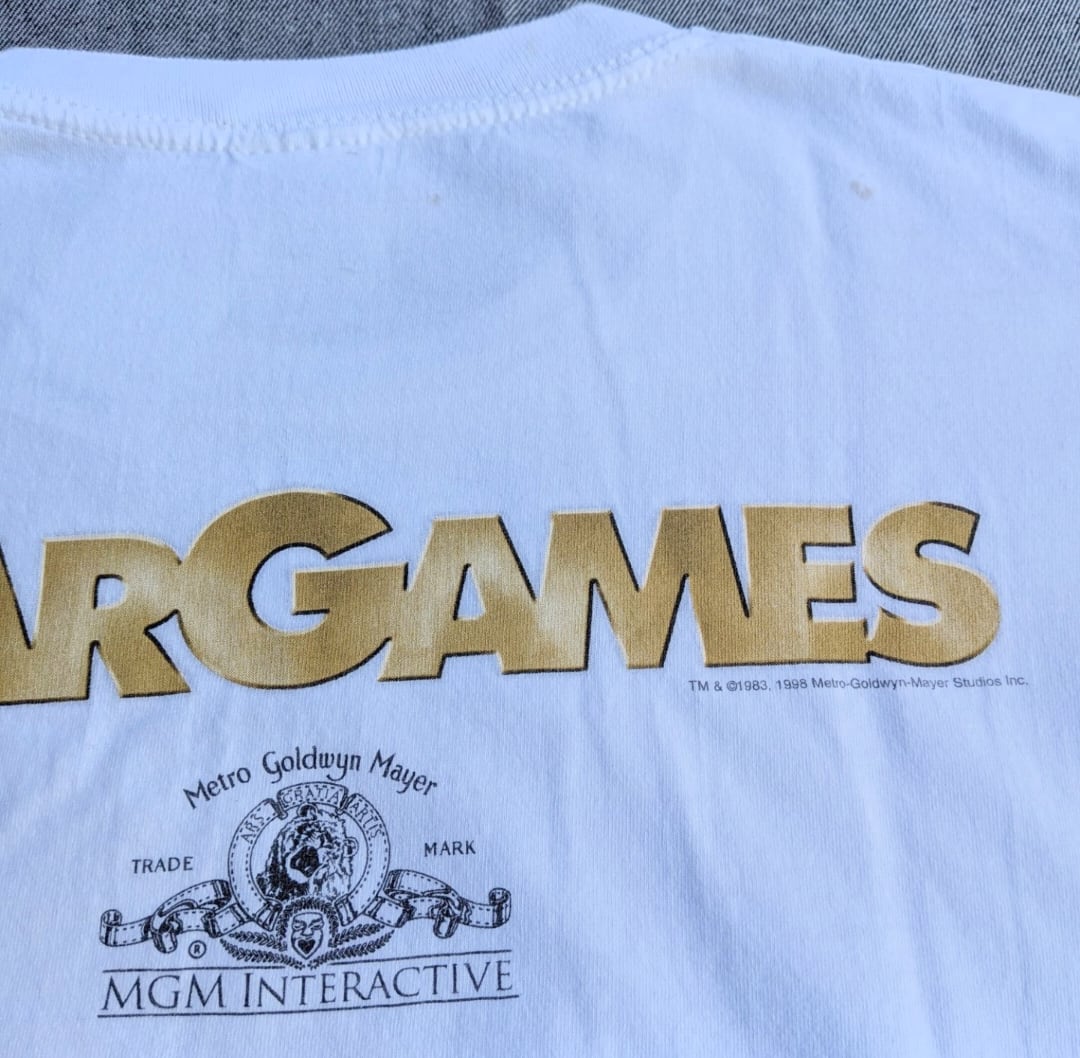 ARGAMES
TM & ©1983, 1998 Metro-Goldwyn-Mayer Studios Inc.
Metro Goldwyn Mayer
ARS GRATIA ARTIS
TRADE MARK
®
MGM INTERACTIVE